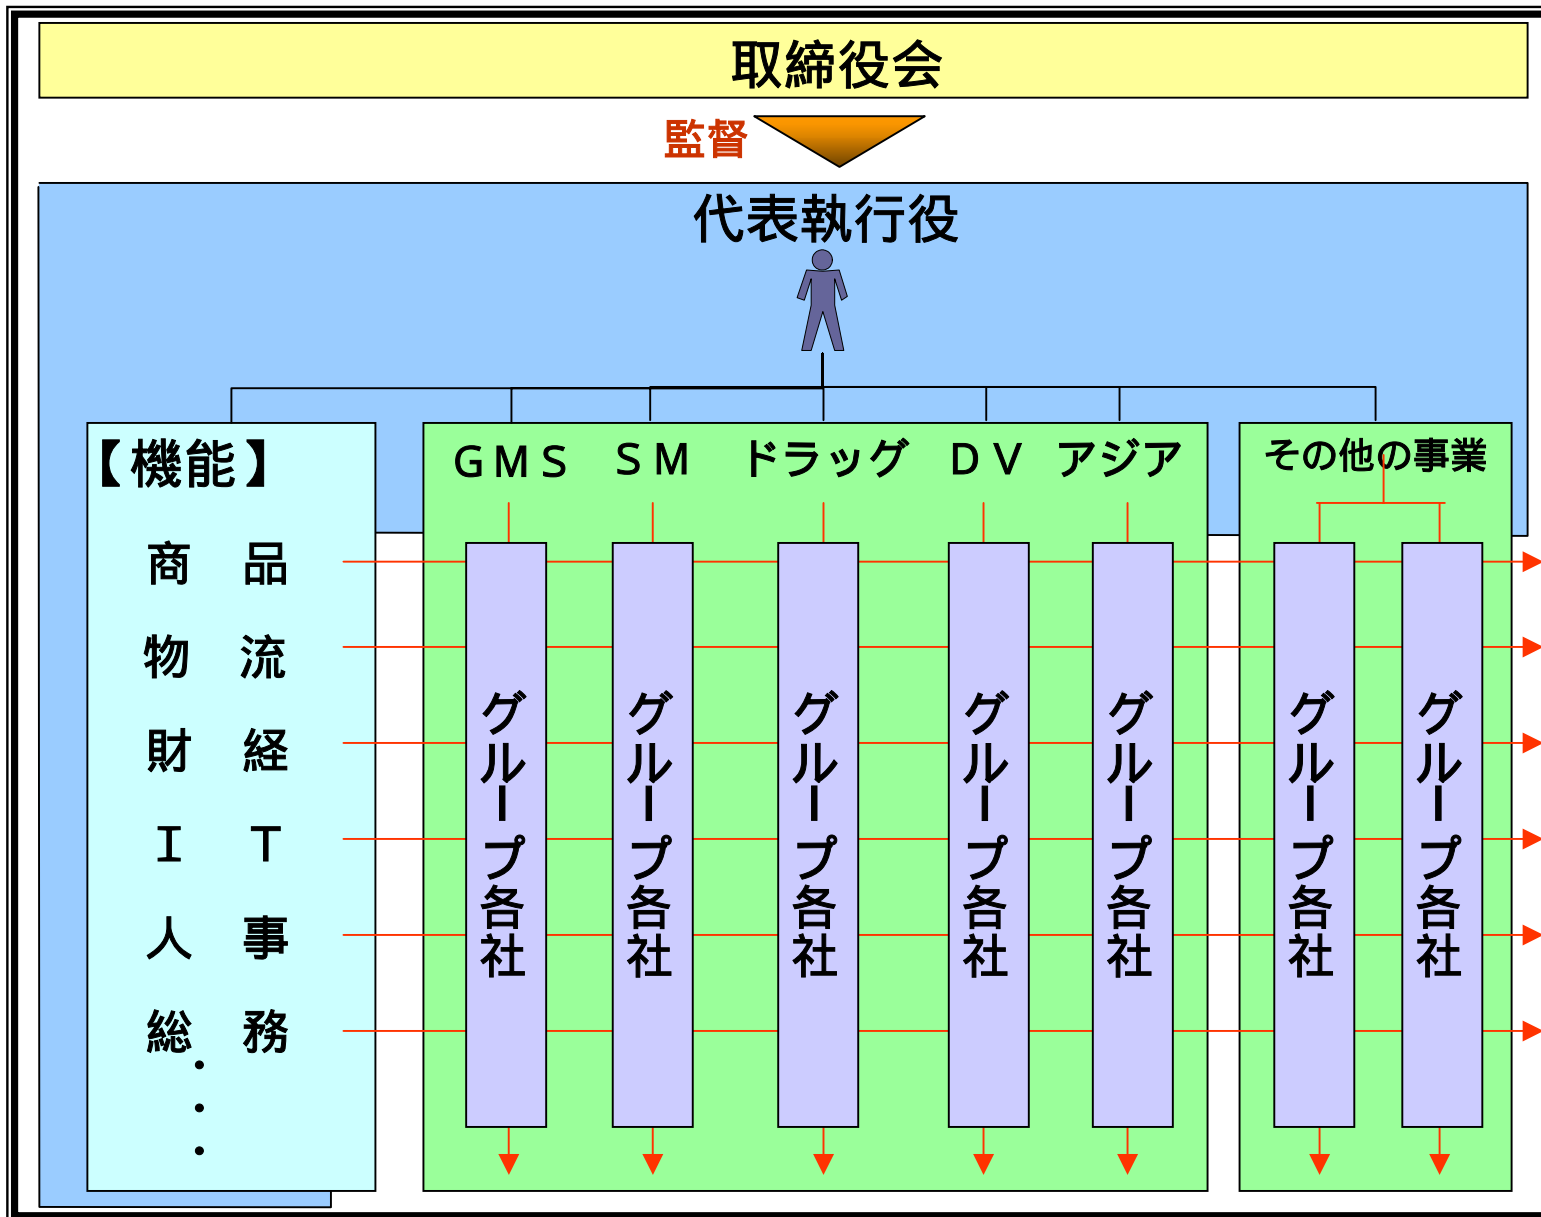 取締役会
監督
代表執行役
【機能】
ＧＭＳ
ＳＭ
ドラッグ
ＤＶ
アジア
その他の事業
商　品
物　流
財　経
Ｉ　Ｔ
人　事
総　務
・
・
・
グループ各社
グループ各社
グループ各社
グループ各社
グループ各社
グループ各社
グループ各社